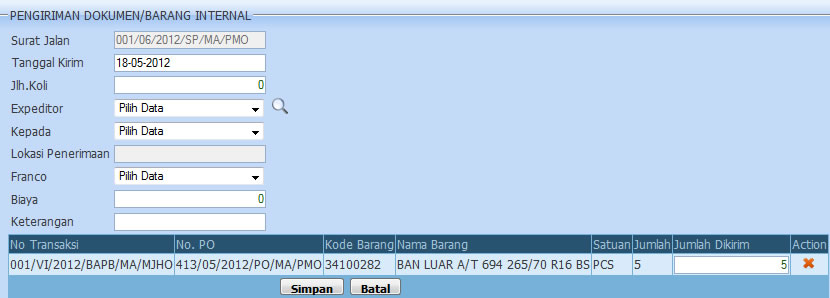 PENGIRIMAN DOKUMEN/BARANG INTERNAL
Surat Jalan 001/06/2012/SP/MA/PMO
Tanggal Kirim 18-05-2012
Jlh.Koli 0
Expeditor Pilih Data
Kepada Pilih Data
Lokasi Penerimaan
Franco Pilih Data
Biaya 0
Keterangan
No Transaksi No. PO Kode Barang Nama Barang Satuan Jumlah Jumlah Dikirim Action
001/VI/2012/BAPB/MA/MJHO 413/05/2012/PO/MA/PMO 34100282 BAN LUAR A/T 694 265/70 R16 BS PCS 5 5
Simpan Batal